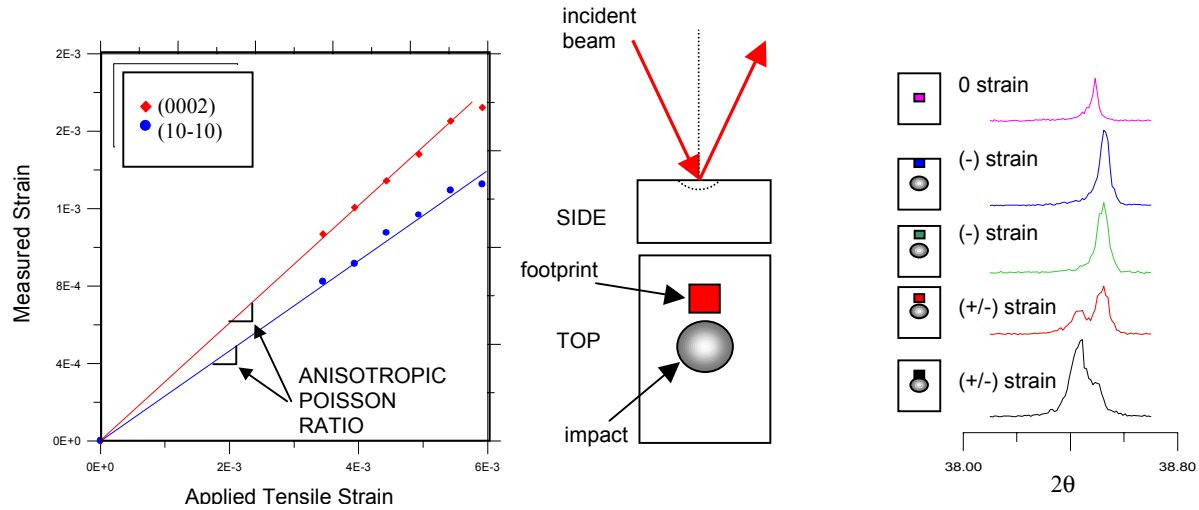 2E-3
2E-3
1E-3
8E-4
4E-4
0E+0
Measured Strain
(0002)
(10-10)
ANISOTROPIC
POISSON
RATIO
0E+0
2E-3
4E-3
6E-3
Applied Tensile Strain
incident
beam
SIDE
footprint
TOP
impact
0 strain
(-) strain
(-) strain
(+/-) strain
(+/-) strain
38.00
38.80
2θ